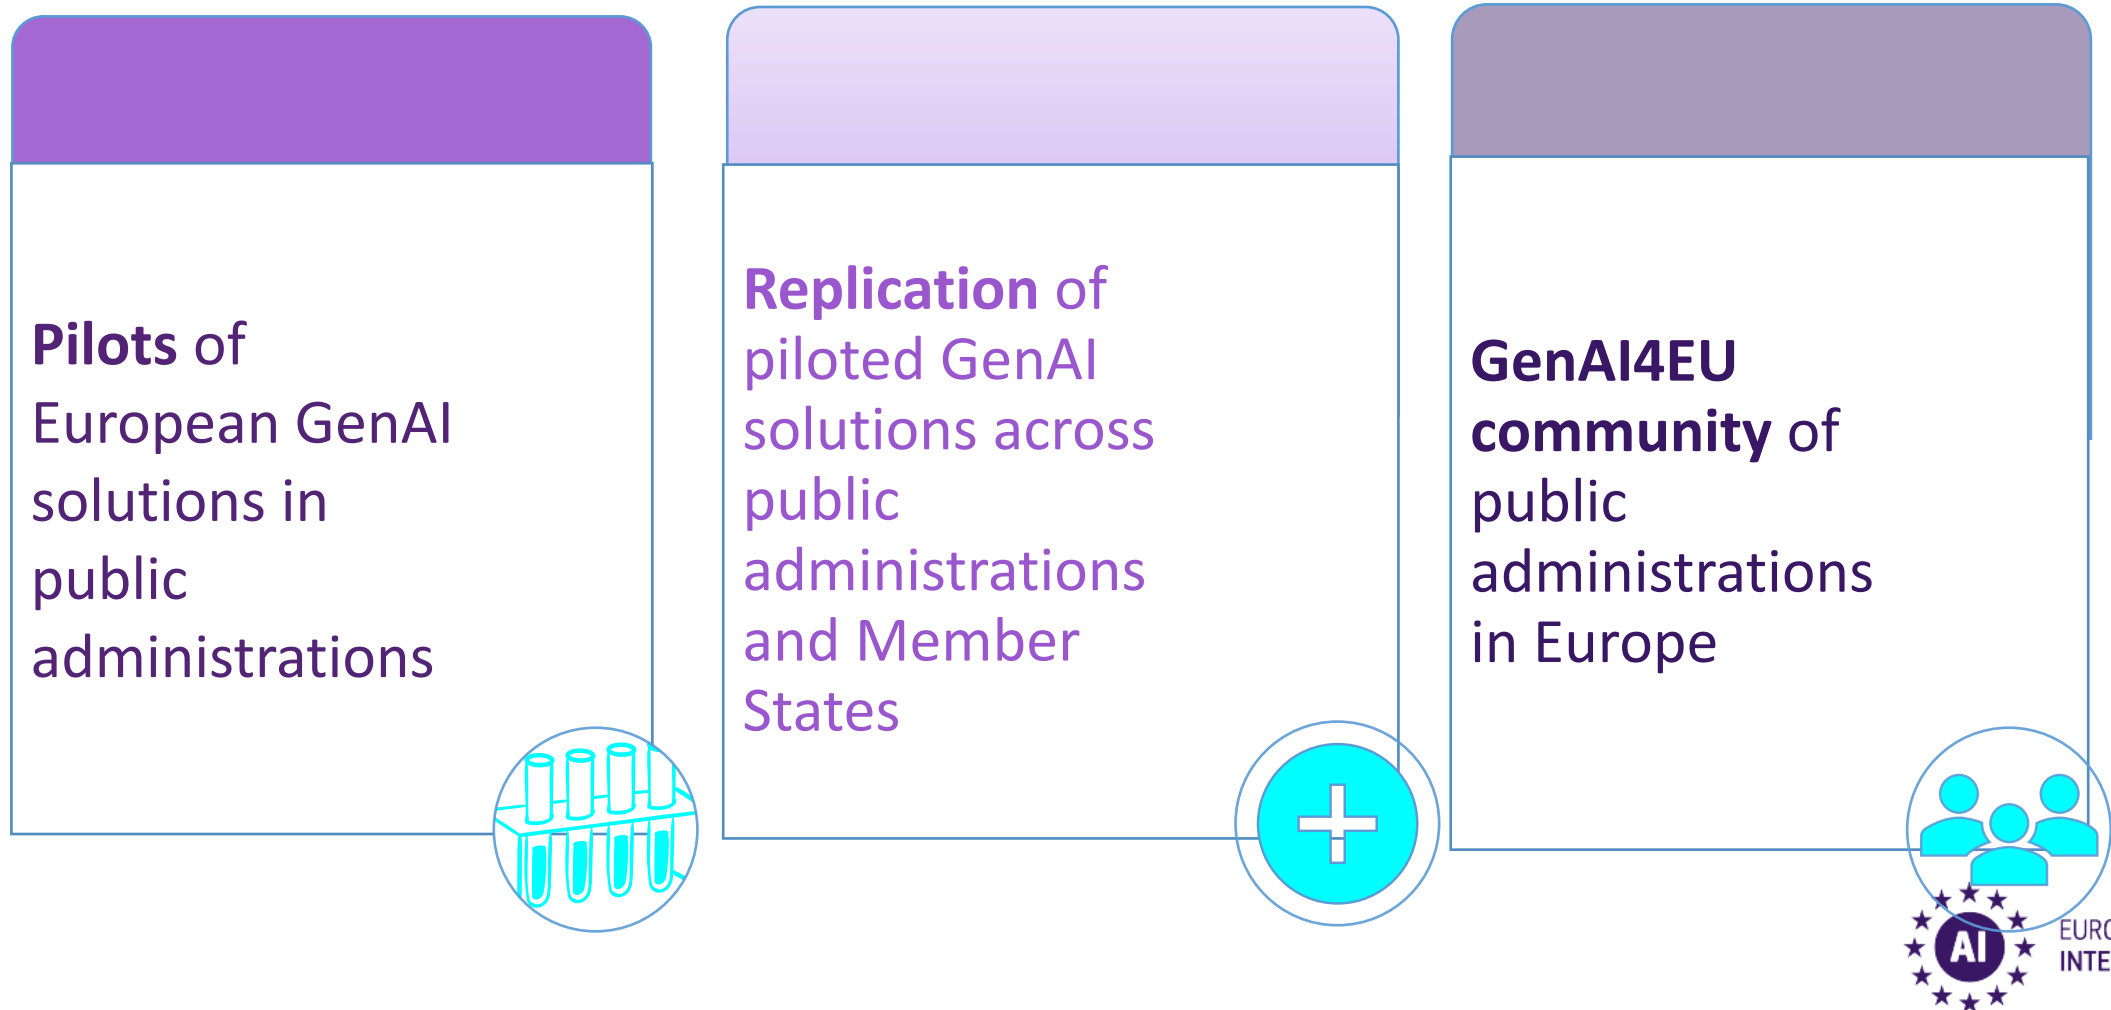 Pilots of
European GenAI
solutions in
public
administrations
Replication of
piloted GenAI
solutions across
public
administrations
and Member
States
GenAI4EU
community of
public
administrations
in Europe
AI